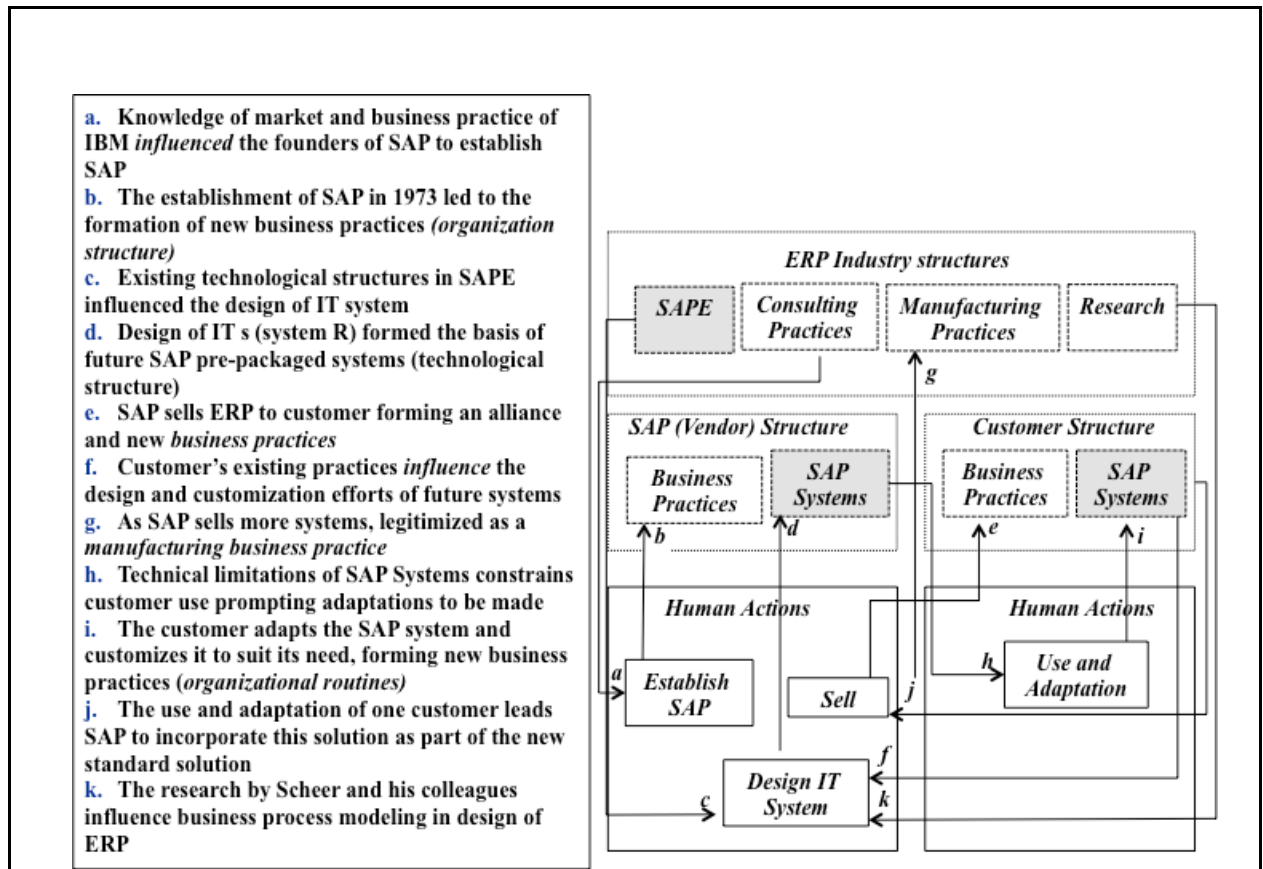 a. Knowledge of market and business practice of
IBM influenced the founders of SAP to establish
SAP
b. The establishment of SAP in 1973 led to the
formation of new business practices (organization
structure)
c. Existing technological structures in SAPE
influenced the design of IT system
d. Design of IT s (system R) formed the basis of
future SAP pre-packaged systems (technological
structure)
e. SAP sells ERP to customer forming an alliance
and new business practices
f. Customer's existing practices influence the
design and customization efforts of future systems
g. As SAP sells more systems, legitimized as a
manufacturing business practice
h. Technical limitations of SAP Systems constrains
customer use prompting adaptations to be made
i. The customer adapts the SAP system and
customizes it to suit its need, forming new business
practices (organizational routines)
j. The use and adaptation of one customer leads
SAP to incorporate this solution as part of the new
standard solution
k. The research by Scheer and his colleagues
influence business process modeling in design of
ERP
ERP Industry structures
SAPE
Consulting
Practices
Manufacturing
Practices
Research
g
SAP (Vendor) Structure
Business
Practices
SAP
Systems
b
d
Customer Structure
Business
Practices
SAP
Systems
e
i
Human Actions
a
Establish
SAP
Sell
j
Design IT
System
c
f
k
Human Actions
h
Use and
Adaptation